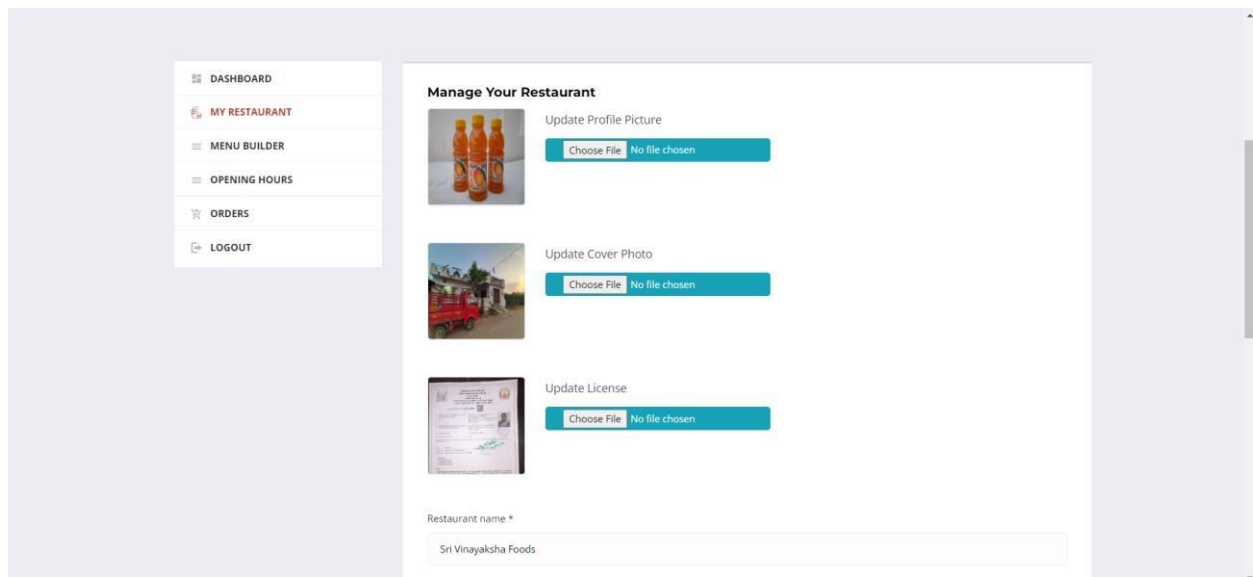 DASHBOARD
MY RESTAURANT
MENU BUILDER
OPENING HOURS
ORDERS
LOGOUT
Manage Your Restaurant
Update Profile Picture
Choose File No file chosen
Update Cover Photo
Choose File No file chosen
Update License
Choose File No file chosen
Restaurant name *
Sri Vinayaksha Foods